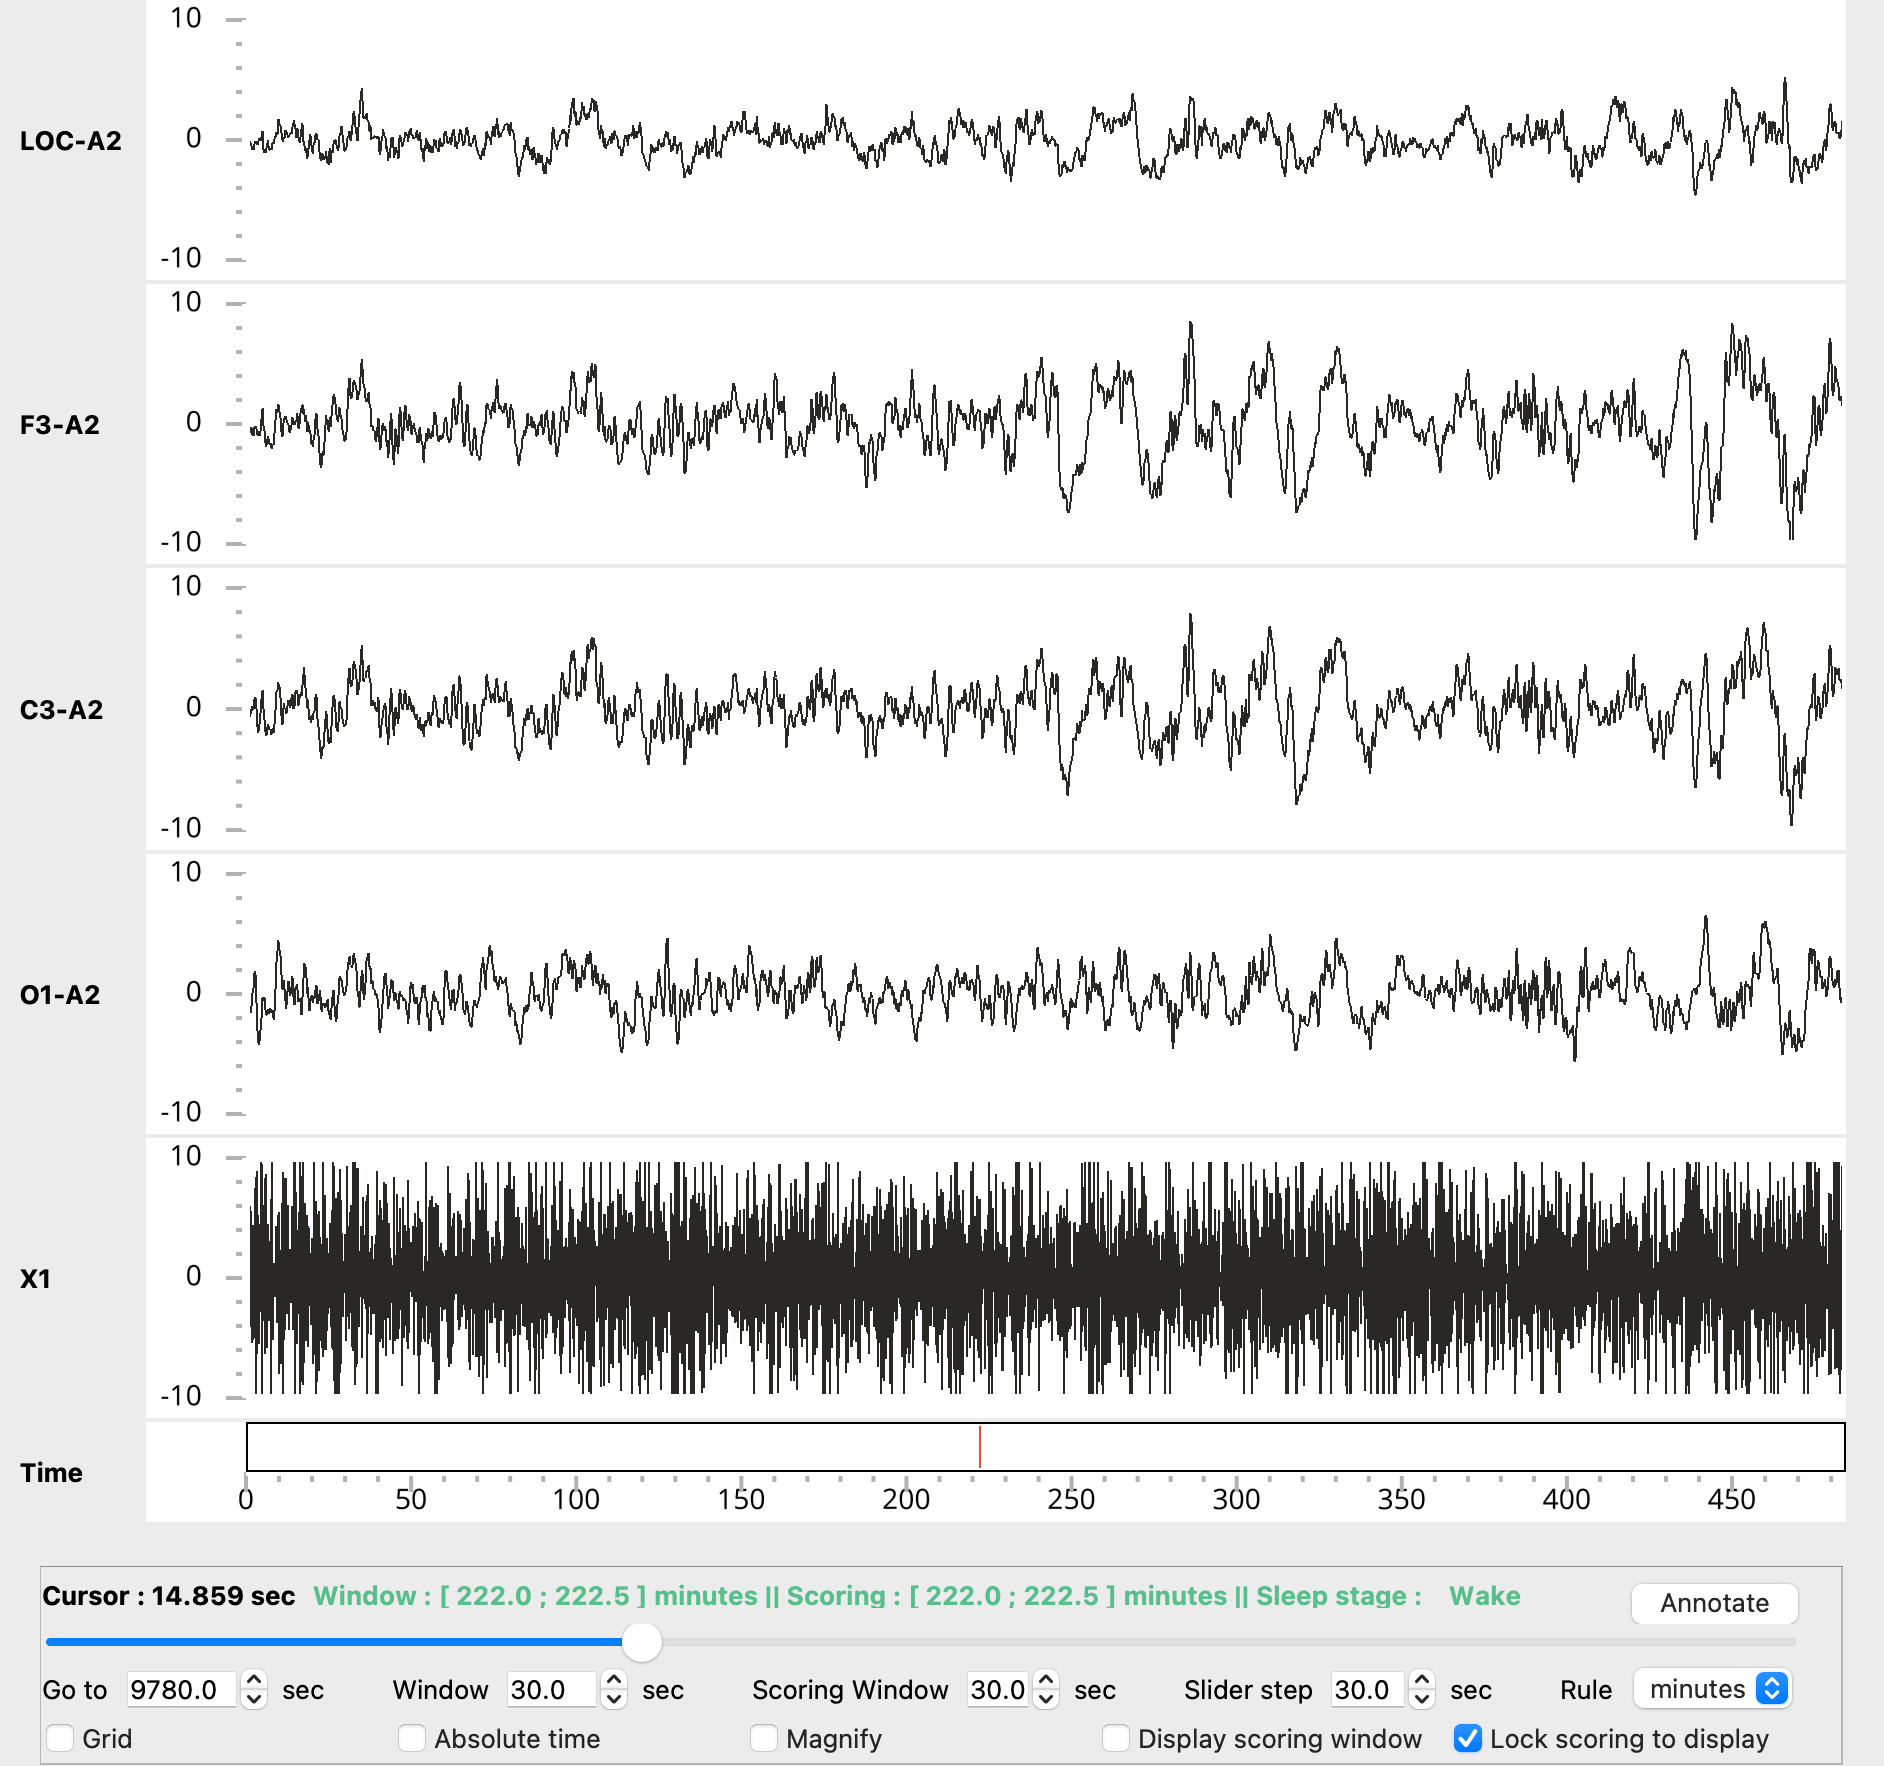 10
LOC-A2
0
-10
10
F3-A2
0
-10
10
C3-A2
0
-10
10
O1-A2
0
-10
10
X1
0
-10
Time
0 50 100 150 200 250 300 350 400 450
Cursor : 14.859 sec Window : [ 222.0 ; 222.5 ] minutes || Scoring : [ 222.0 ; 222.5 ] minutes || Sleep stage : Wake Annotate
Go to 9780.0 sec Window 30.0 sec Scoring Window 30.0 sec Slider step 30.0 sec Rule minutes
Grid Absolute time Magnify Display scoring window Lock scoring to display